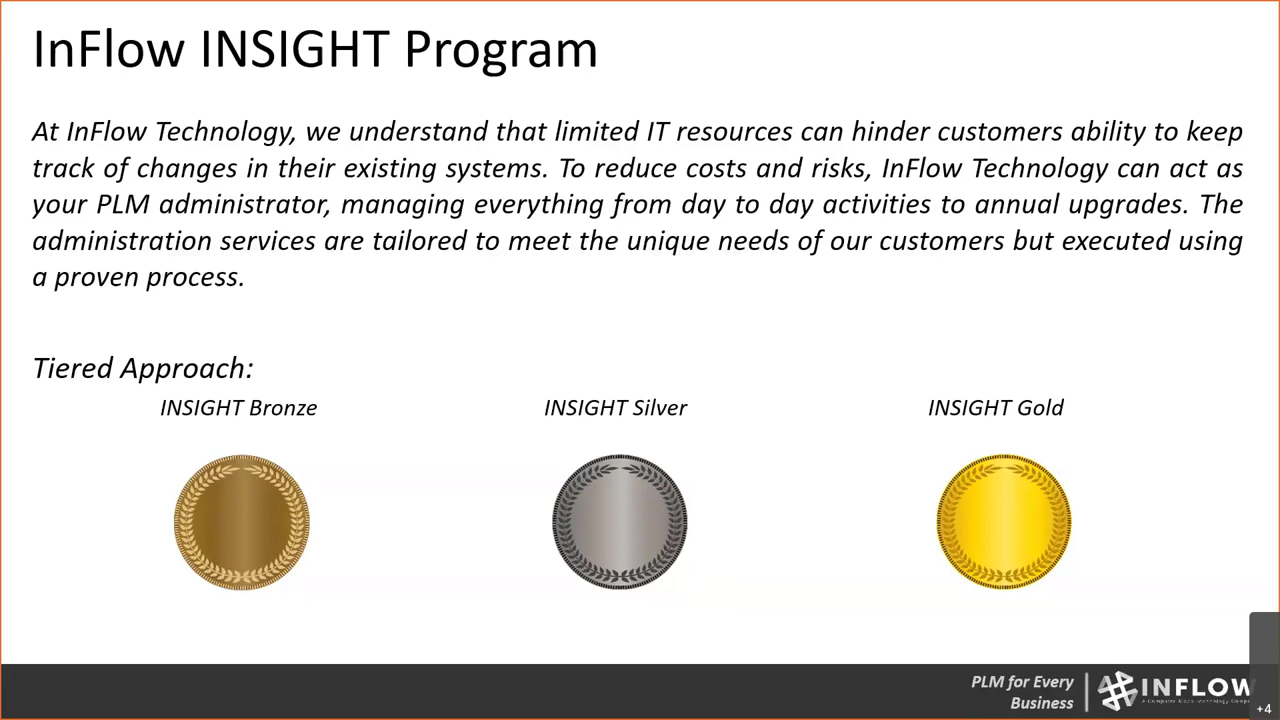 InFlow INSIGHT Program
At InFlow Technology, we understand that limited IT resources can hinder customers ability to keep
track of changes in their existing systems. To reduce costs and risks, InFlow Technology can act as
your PLM administrator, managing everything from day to day activities to annual upgrades. The
administration services are tailored to meet the unique needs of our customers but executed using
a proven process.
Tiered Approach:
INSIGHT Bronze
INSIGHT Silver
INSIGHT Gold
PLM for Every
Business
INFLOW
+4